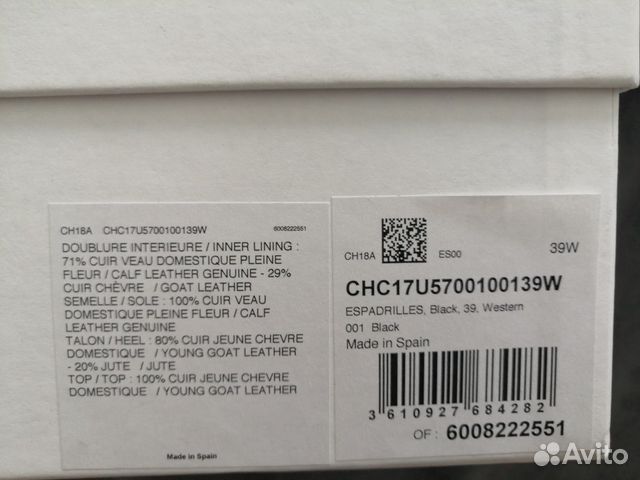 CH18A CHC17U5700100139W 6008222551
DOUBLURE INTERIEURE / INNER LINING :
71% CUIR VEAU DOMESTIQUE PLEINE
FLEUR / CALF LEATHER GENUINE - 29%
CUIR CHÈVRE / GOAT LEATHER
SEMELLE / SOLE : 100% CUIR VEAU
DOMESTIQUE PLEINE FLEUR / CALF
LEATHER GENUINE
TALON / HEEL : 80% CUIR JEUNE CHEVRE
DOMESTIQUE / YOUNG GOAT LEATHER
- 20% JUTE / JUTE
TOP / TOP : 100% CUIR JEUNE CHEVRE
DOMESTIQUE / YOUNG GOAT LEATHER
Made in Spain
CH18A ES00 39W
CHC17U5700100139W
ESPADRILLES, Black, 39, Western
001 Black
Made in Spain
3 610927 684282
OF : 6008222551
Avito